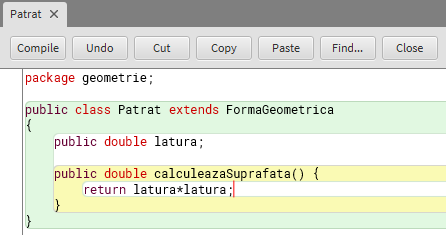 Patrat ×
Compile Undo Cut Copy Paste Find... Close
package geometrie;
public class Patrat extends FormaGeometrica
{
public double latura;
public double calculeazaSuprafata() {
return latura*latura;
}
}